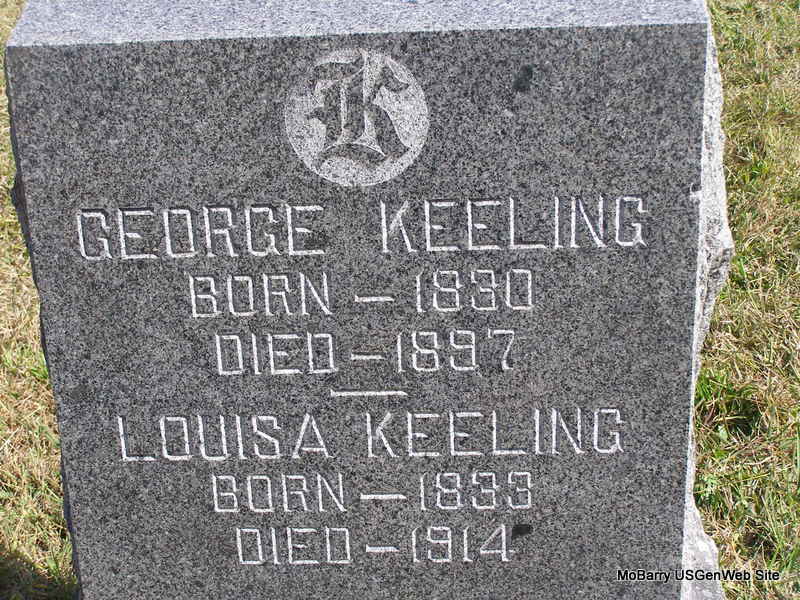 K
GEORGE KEELING
BORN – 1830
DIED – 1897
LOUISA KEELING
BORN – 1833
DIED – 1914
MoBarry USGenWeb Site